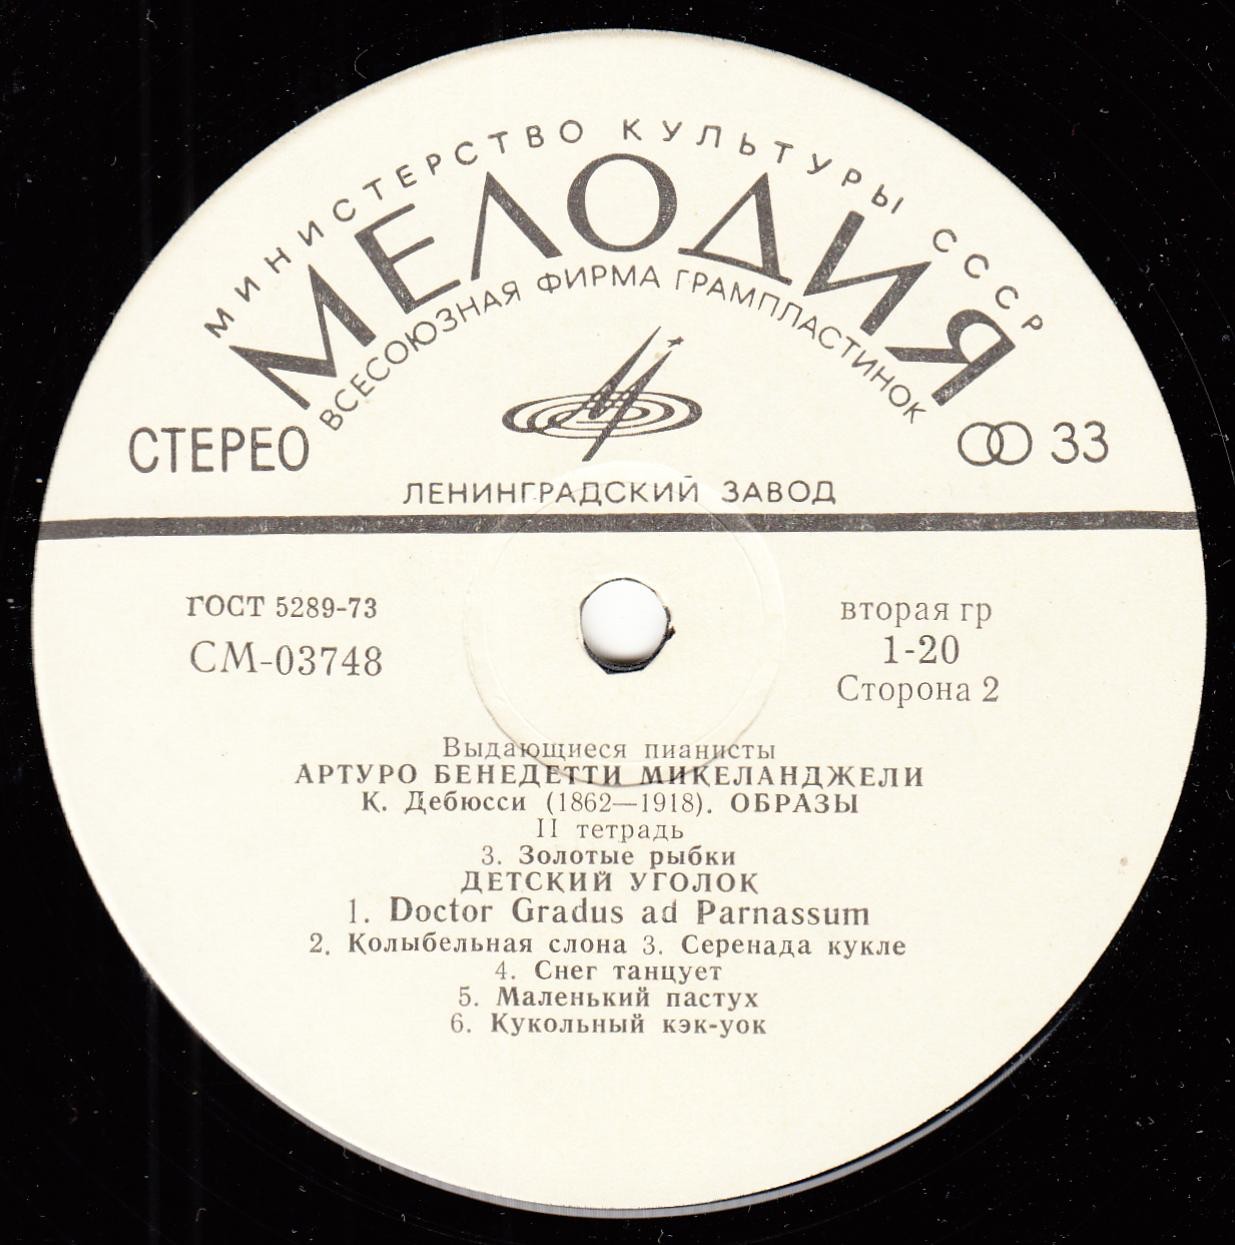 МИНИСТЕРСТВО КУЛЬТУРЫ СССР
МЕЛОДИЯ
ВСЕСОЮЗНАЯ ФИРМА ГРАМПЛАСТИНОК
СТЕРЕО
33
ЛЕНИНГРАДСКИЙ ЗАВОД
ГОСТ 5289-73
СМ-03748
вторая гр
1-20
Сторона 2
Выдающиеся пианисты
АРТУРО БЕНЕДЕТТИ МИКЕЛАНДЖЕЛИ
К. Дебюсси (1862—1918). ОБРАЗЫ
II тетрадь
3. Золотые рыбки
ДЕТСКИЙ УГОЛОК
1. Doctor Gradus ad Parnassum
2. Колыбельная слона 3. Серенада кукле
4. Снег танцует
5. Маленький пастух
6. Кукольный кэк-уок